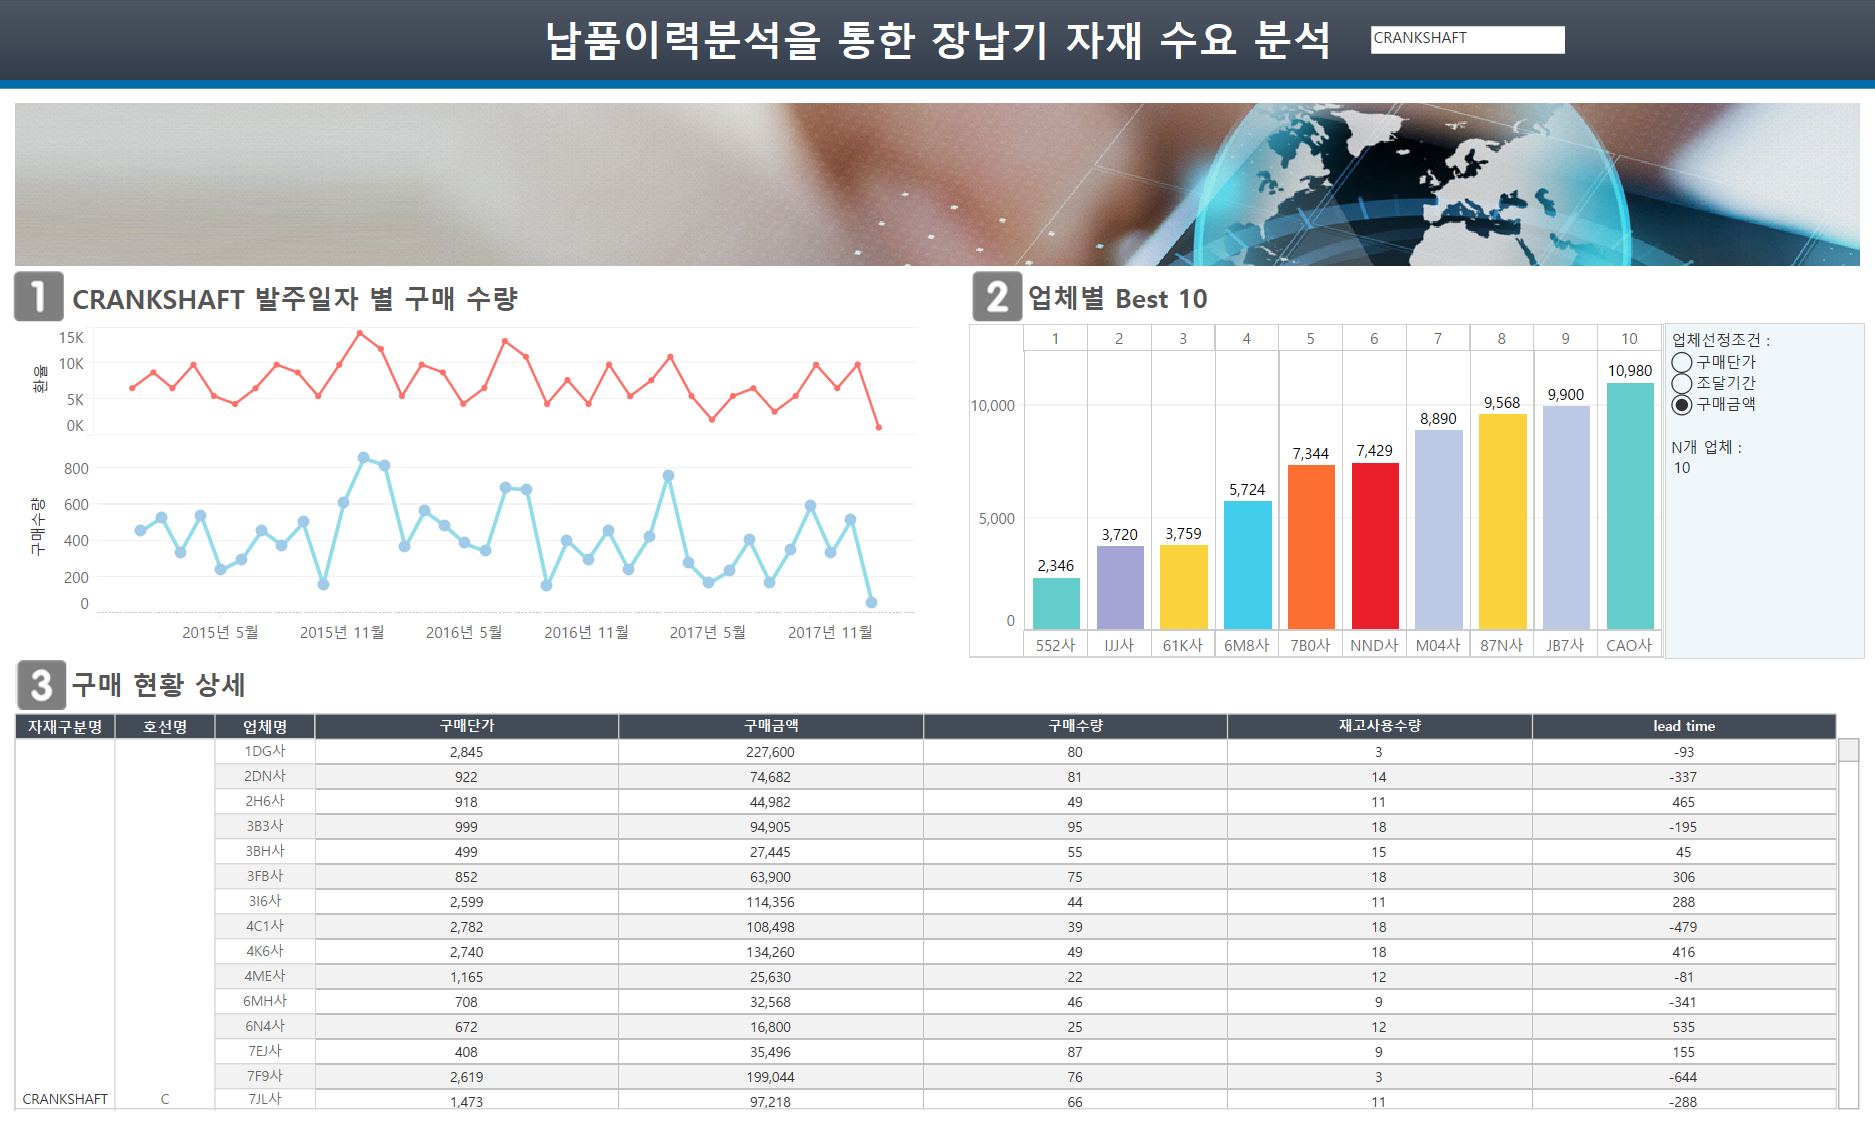 납품이력분석을 통한 장납기 자재 수요 분석
CRANKSHAFT
1 CRANKSHAFT 발주일자 별 구매 수량
환율
15K
10K
5K
0K
구매수량
800
600
400
200
0
2015년 5월 2015년 11월 2016년 5월 2016년 11월 2017년 5월 2017년 11월
2 업체별 Best 10
1 2 3 4 5 6 7 8 9 10
10,000
5,000
0
2,346 3,720 3,759 5,724 7,344 7,429 8,890 9,568 9,900 10,980
552사 IJJ사 61K사 6M8사 7B0사 NND사 M04사 87N사 JB7사 CAO사
업체선정조건 :
구매단가
조달기간
구매금액
N개 업체 :
10
3 구매 현황 상세
자재구분명 호선명 업체명 구매단가 구매금액 구매수량 재고사용수량 lead time
1DG사 2,845 227,600 80 3 -93
2DN사 922 74,682 81 14 -337
2H6사 918 44,982 49 11 465
3B3사 999 94,905 95 18 -195
3BH사 499 27,445 55 15 45
3FB사 852 63,900 75 18 306
3I6사 2,599 114,356 44 11 288
4C1사 2,782 108,498 39 18 -479
4K6사 2,740 134,260 49 18 416
4ME사 1,165 25,630 22 12 -81
6MH사 708 32,568 46 9 -341
6N4사 672 16,800 25 12 535
7EJ사 408 35,496 87 9 155
7F9사 2,619 199,044 76 3 -644
CRANKSHAFT C 7JL사 1,473 97,218 66 11 -288